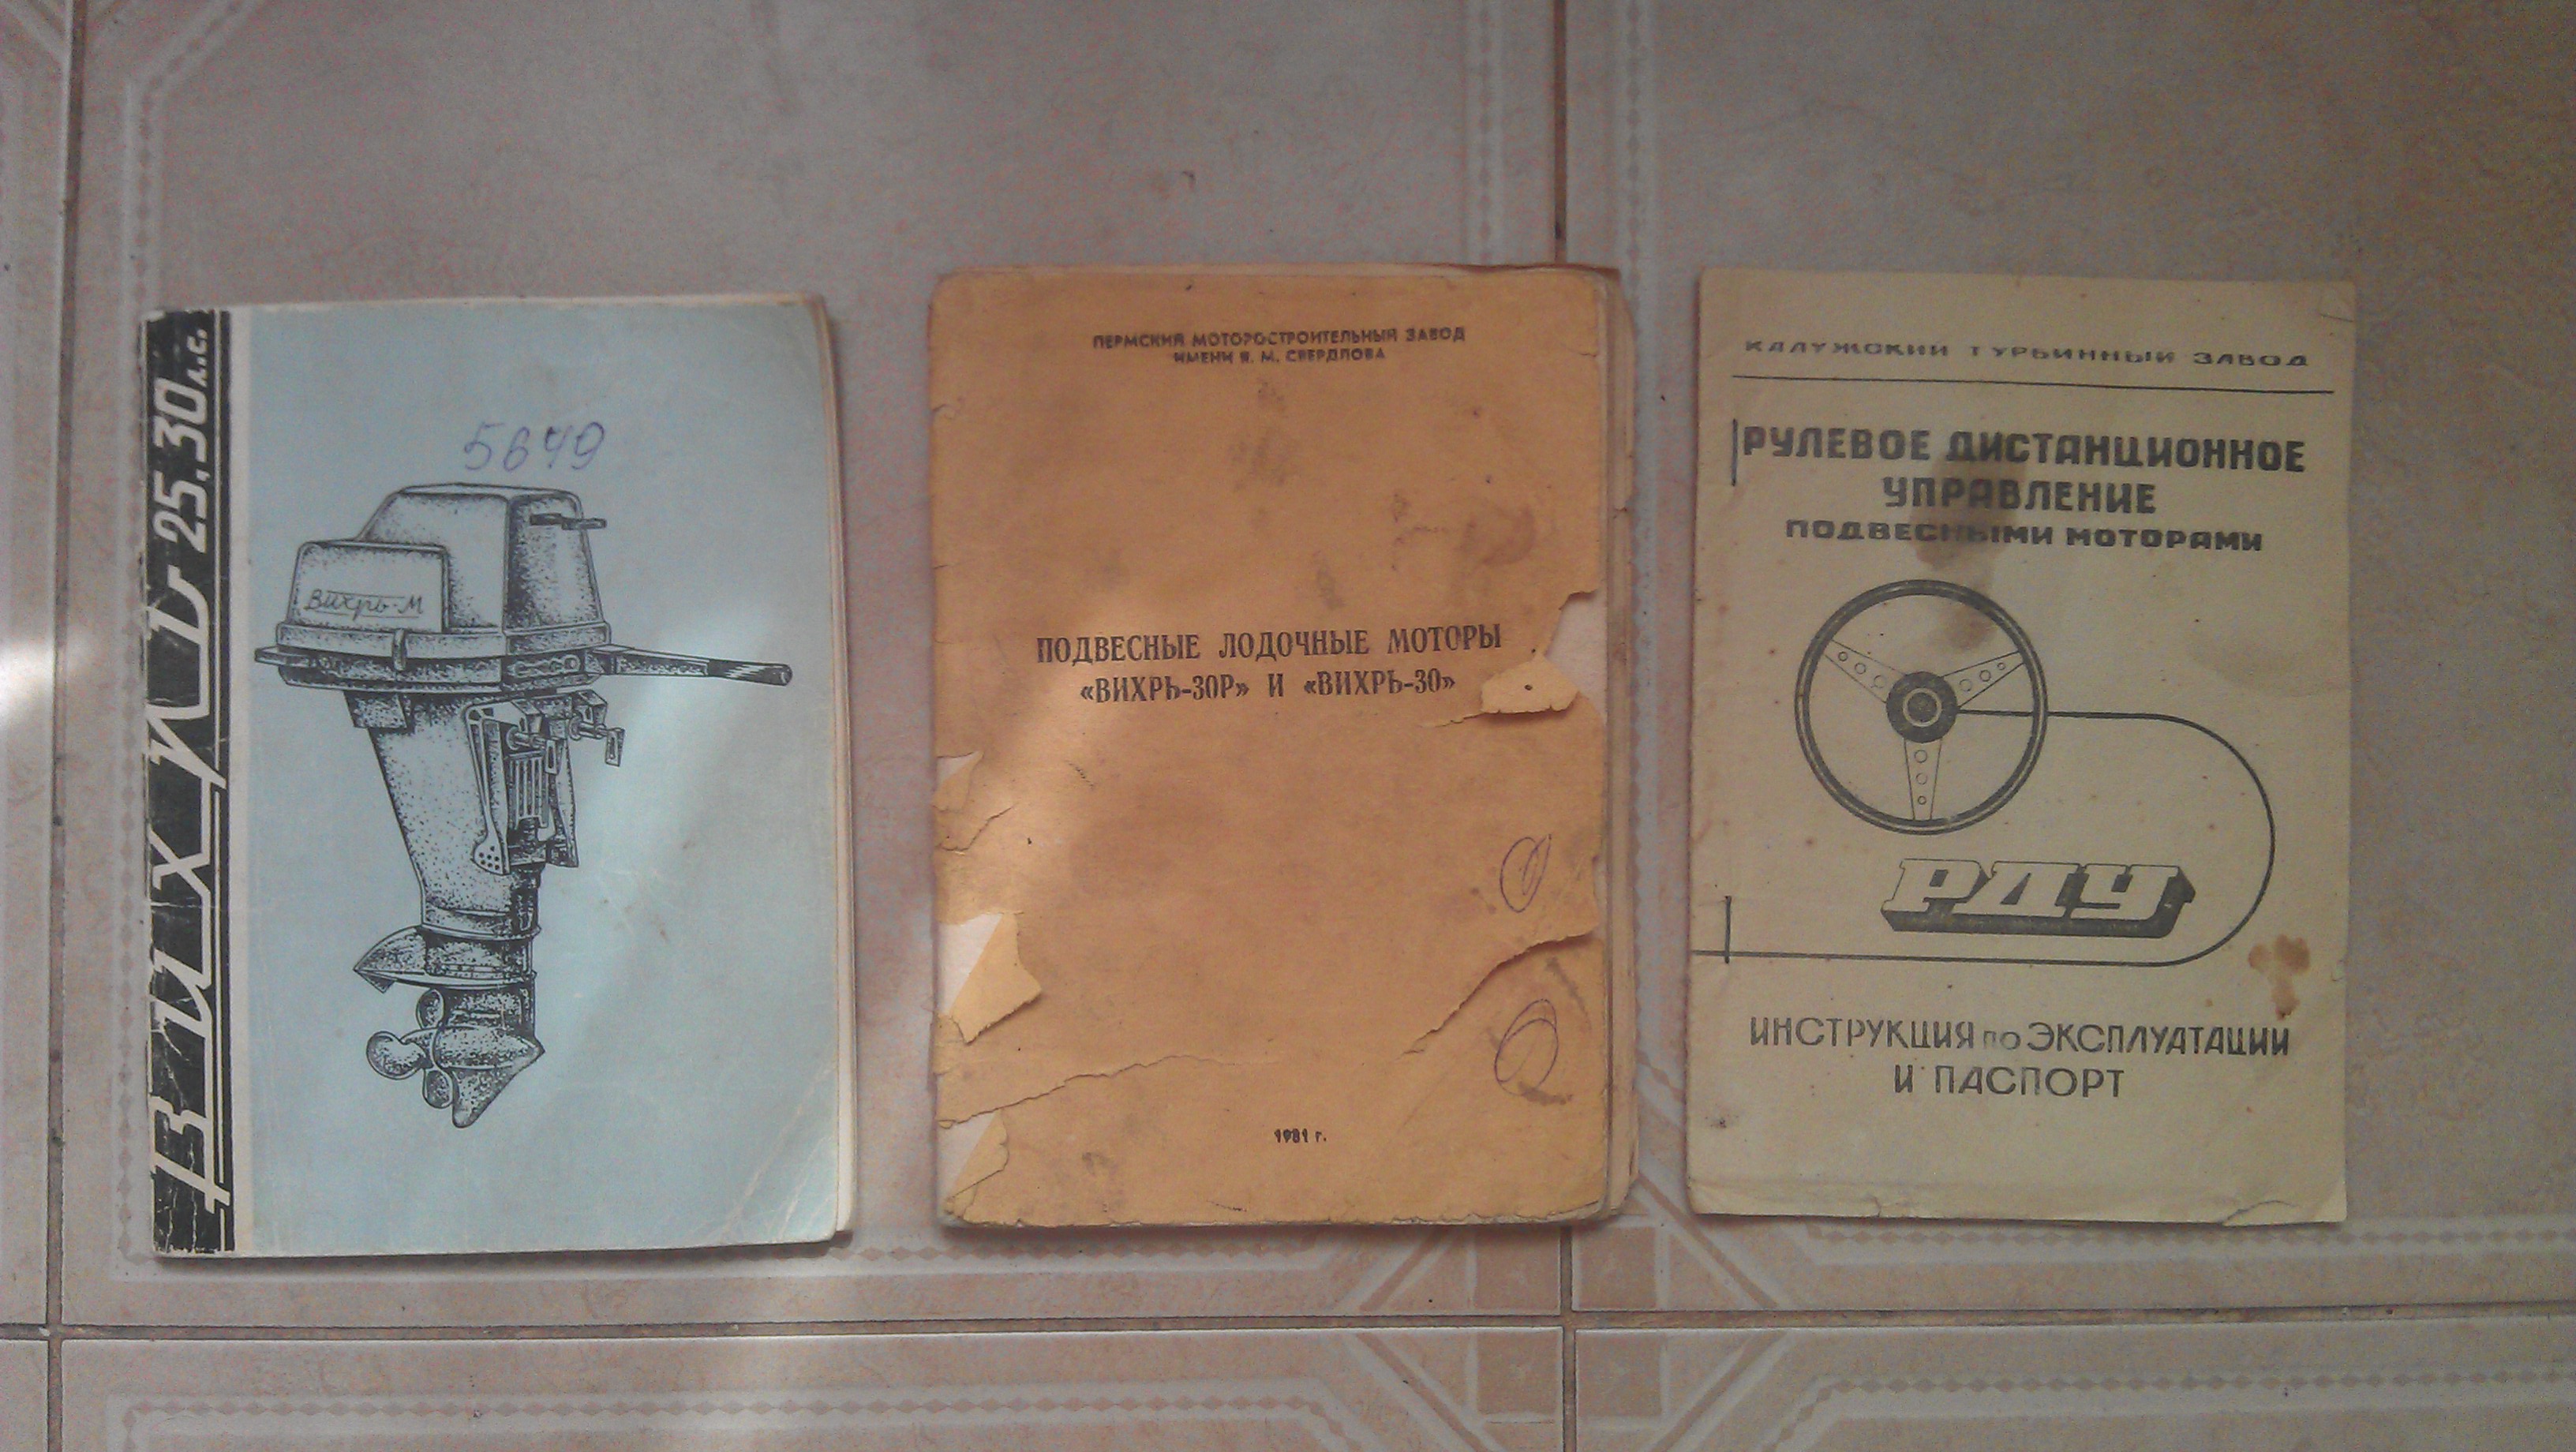 ВИХРЬ 25,30 л.с.
5649
Вихрь-М
ПЕРМСКИЙ МОТОРОСТРОИТЕЛЬНЫЙ ЗАВОД
ИМЕНИ Я. М. СВЕРДЛОВА
ПОДВЕСНЫЕ ЛОДОЧНЫЕ МОТОРЫ
«ВИХРЬ-30Р» И «ВИХРЬ-30»
1981 г.
КАЛУЖСКИЙ ТУРБИННЫЙ ЗАВОД
РУЛЕВОЕ ДИСТАНЦИОННОЕ
УПРАВЛЕНИЕ
ПОДВЕСНЫМИ МОТОРАМИ
РДУ
ИНСТРУКЦИЯ ПО ЭКСПЛУАТАЦИИ
И ПАСПОРТ